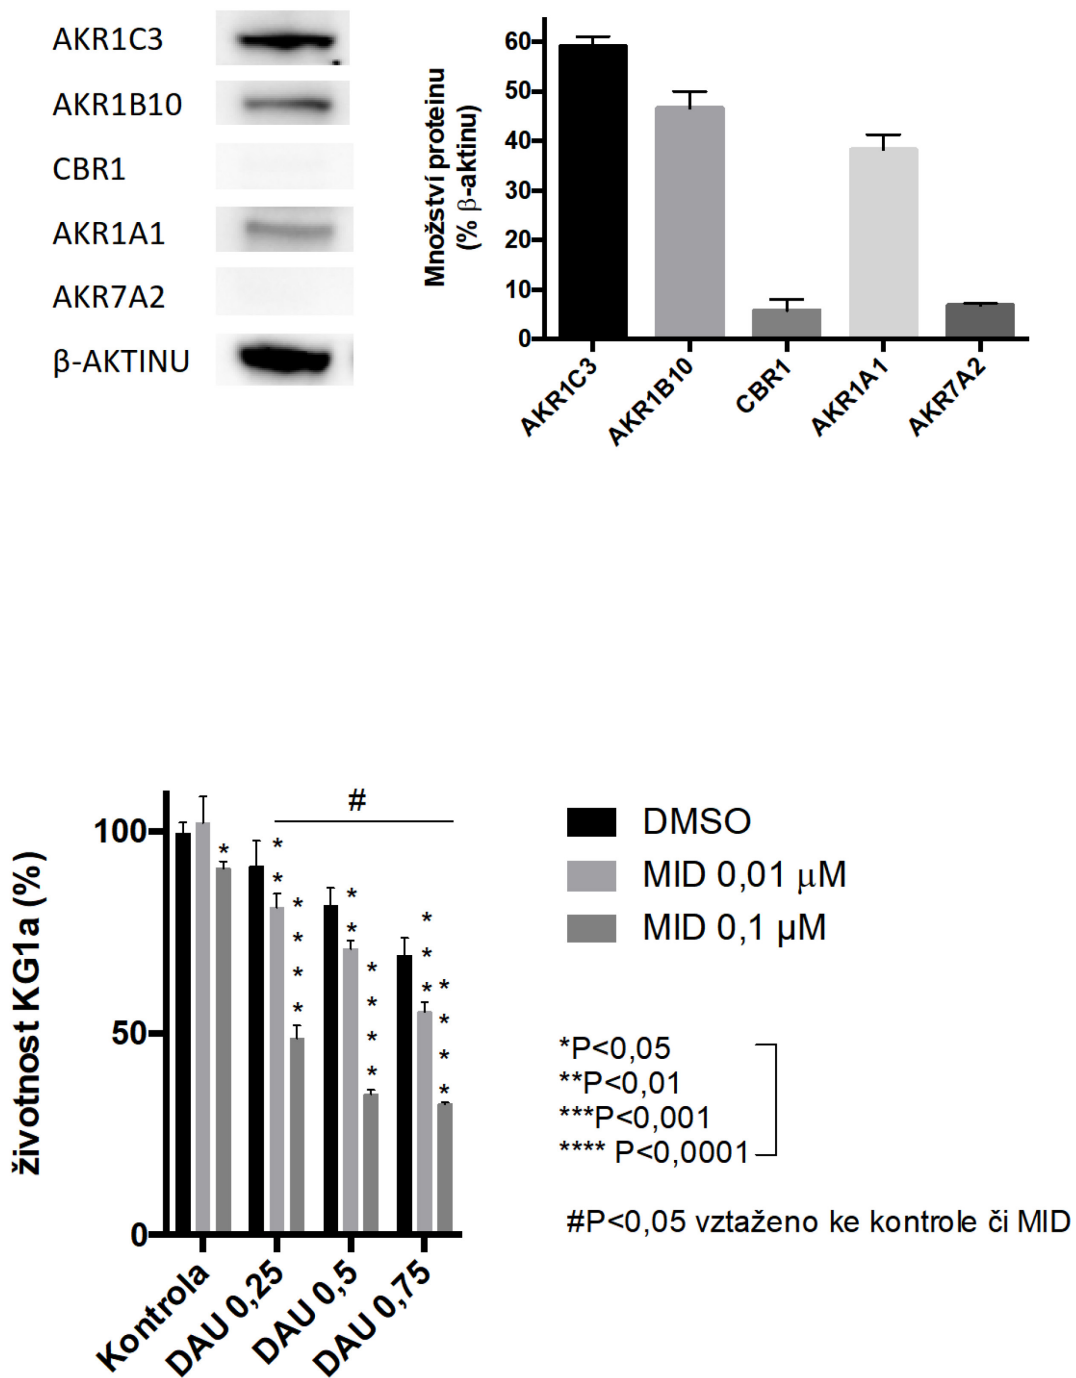 AKR1C3
AKR1B10
CBR1
AKR1A1
AKR7A2
β-AKTINU
Množství proteinu
(% β-aktinu)
60
50
40
30
20
10
0
AKR1C3
AKR1B10
CBR1
AKR1A1
AKR7A2
životnost KG1a (%)
100
50
0
#
*
* *
* * * *
* *
* * * *
* * *
* * * *
Kontrola
DAU 0,25
DAU 0,5
DAU 0,75
DMSO
MID 0,01 μM
MID 0,1 μM
*P<0,05
**P<0,01
***P<0,001
**** P<0,0001
#P<0,05 vztaženo ke kontrole či MID